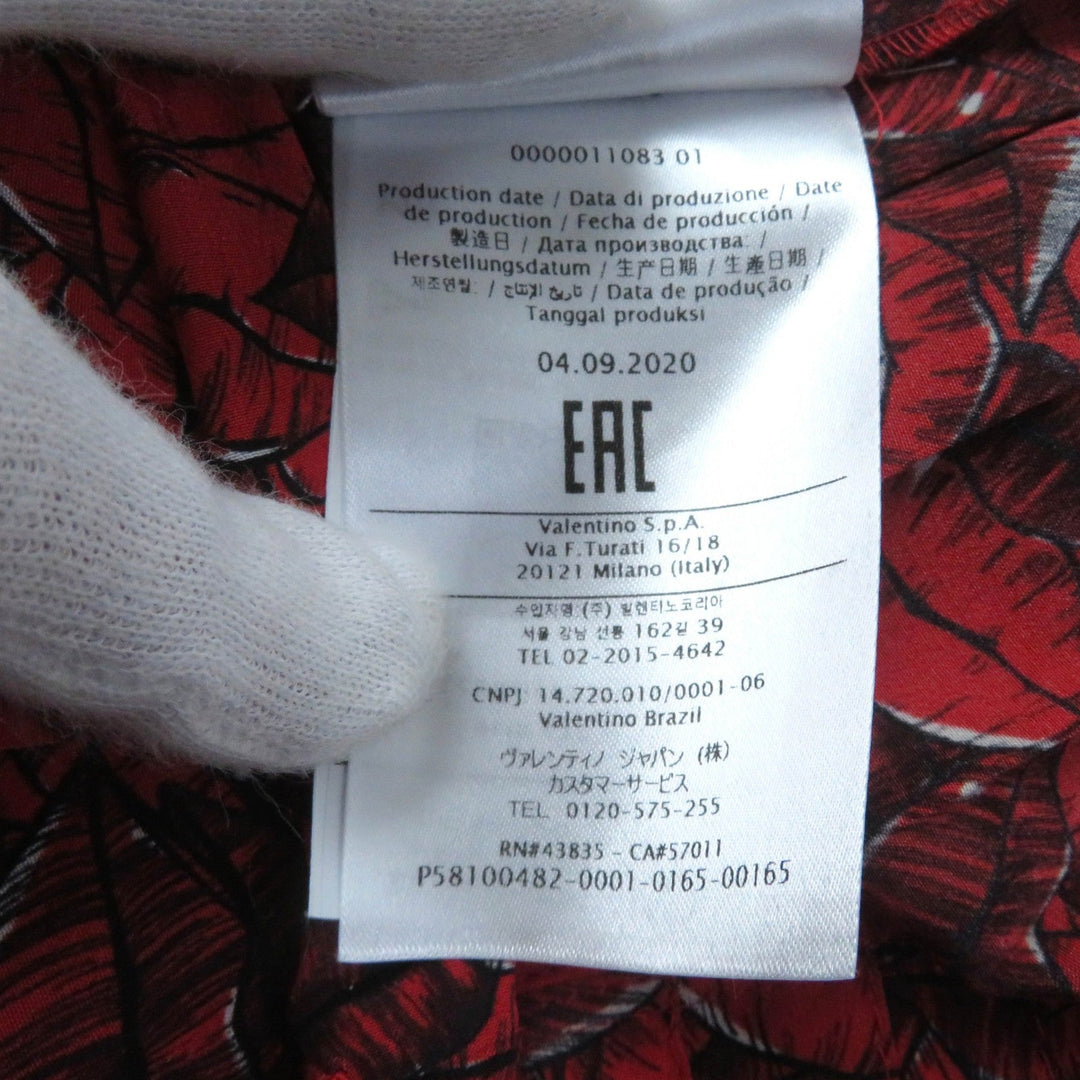 0000011083 01
Production date / Data di produzione / Date
de production / Fecha de producción /
製造日 / Дата производства: /
Herstellungsdatum / 生产日期 / 生產日期 /
제조연월: / تاريخ الإنتاج / Data de produção /
Tanggal produksi
04.09.2020
EAC
Valentino S.p.A.
Via F.Turati 16/18
20121 Milano (Italy)
수입자명 (주) 발렌티노코리아
서울 강남 선릉 162길 39
TEL 02-2015-4642
CNPJ 14.720.010/0001-06
Valentino Brazil
ヴァレンティノ ジャパン (株)
カスタマーサービス
TEL 0120-575-255
RN#43835 - CA#57011
P58100482-0001-0165-00165